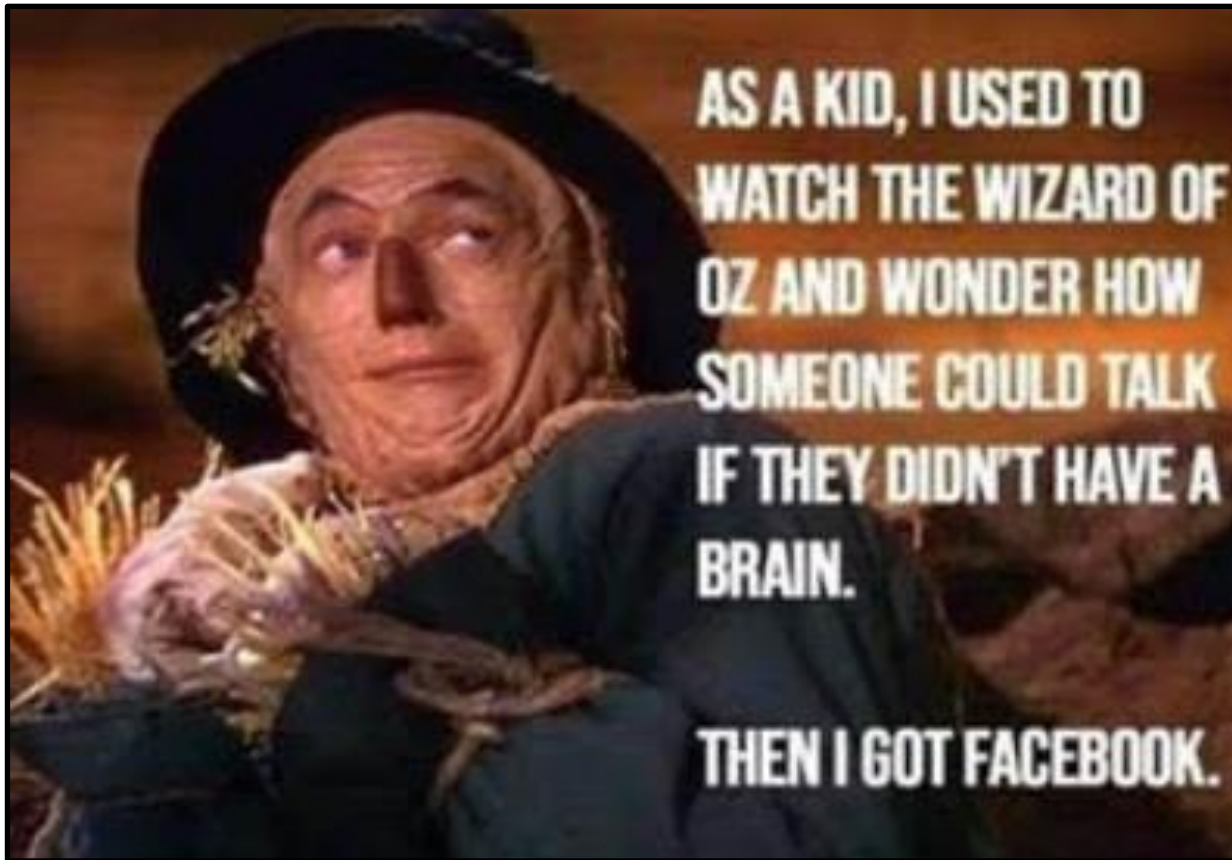 AS A KID, I USED TO
WATCH THE WIZARD OF
OZ AND WONDER HOW
SOMEONE COULD TALK
IF THEY DIDN'T HAVE A
BRAIN.
THEN I GOT FACEBOOK.